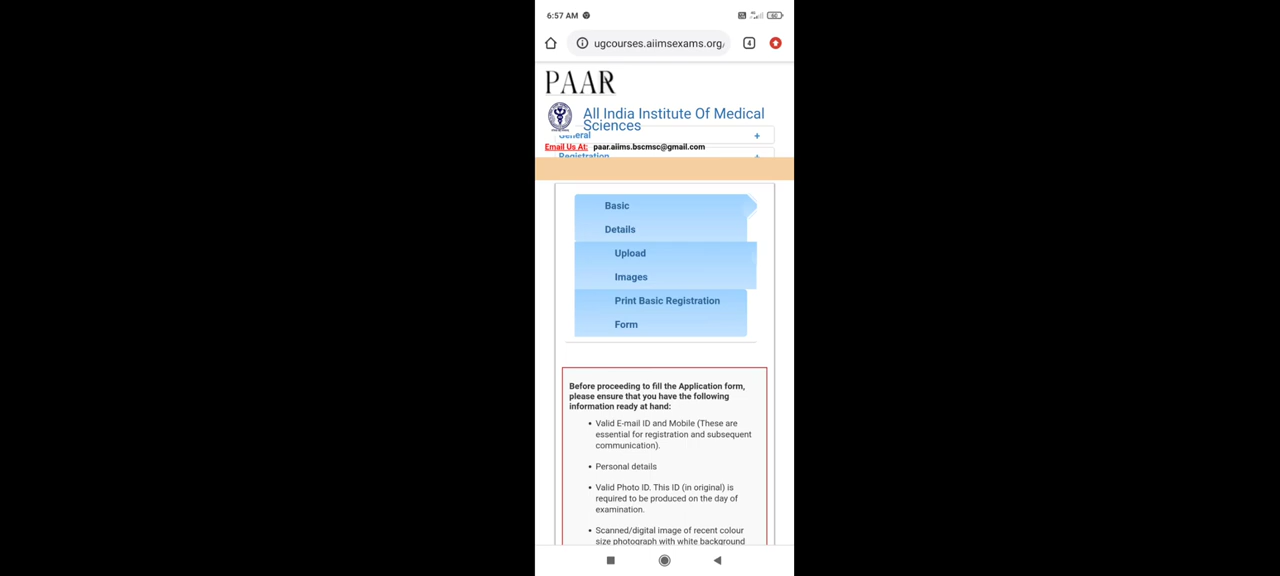 6:57 AM
60
ugcourses.aiimsexams.org/
4
PAAR
All India Institute Of Medical
Sciences
General +
Email Us At: paar.aiims.bscmsc@gmail.com
Registration +
Basic
Details
Upload
Images
Print Basic Registration
Form
Before proceeding to fill the Application form,
please ensure that you have the following
information ready at hand:
• Valid E-mail ID and Mobile (These are
essential for registration and subsequent
communication).
• Personal details
• Valid Photo ID. This ID (in original) is
required to be produced on the day of
examination.
• Scanned/digital image of recent colour
size photograph with white background